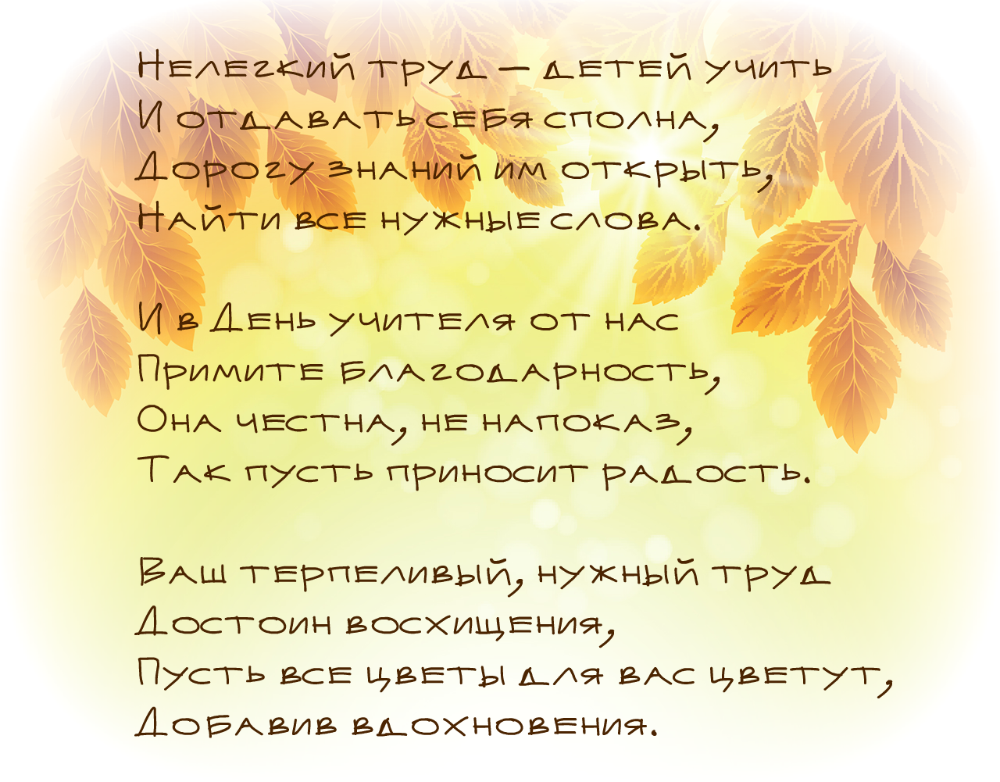 Нелегкий труд – детей учить
И отдавать себя сполна,
Дорогу знаний им открыть,
Найти все нужные слова.
И в День учителя от нас
Примите благодарность,
Она честна, не напоказ,
Так пусть приносит радость.
Ваш терпеливый, нужный труд
Достоин восхищения,
Пусть все цветы для вас цветут,
Добавив вдохновения.